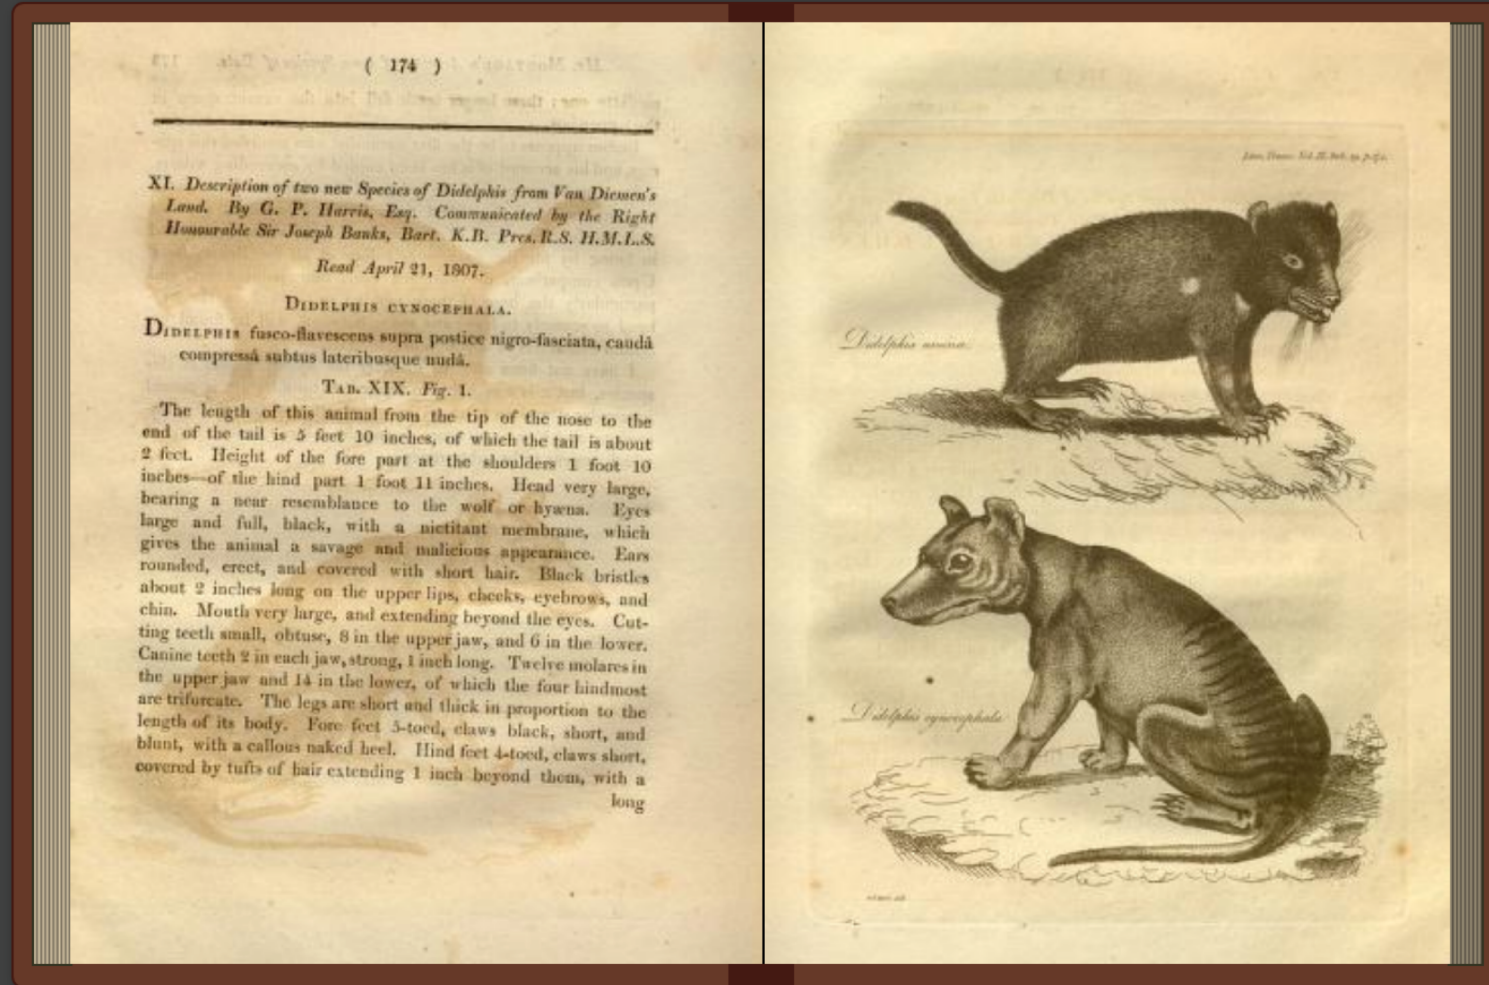 ( 174 )
XI. Description of two new Species of Didelphis from Van Diemen's
Land. By G. P. Harris, Esq. Communicated by the Right
Honourable Sir Joseph Banks, Bart. K.B. Pres. R.S. H.M.L.S.
Read April 21, 1807.
DIDELPHIS CYNOCEPHALA.
DIDELPHIS fusco-flavescens supra postice nigro-fasciata, caudâ
compressâ subtus lateribusque nudâ.
TAB. XIX. Fig. 1.
The length of this animal from the tip of the nose to the
end of the tail is 5 feet 10 inches, of which the tail is about
2 feet. Height of the fore part at the shoulders 1 foot 10
inches—of the hind part 1 foot 11 inches. Head very large,
bearing a near resemblance to the wolf or hyæna. Eyes
large and full, black, with a nictitant membrane, which
gives the animal a savage and malicious appearance. Ears
rounded, erect, and covered with short hair. Black bristles
about 2 inches long on the upper lips, cheeks, eyebrows, and
chin. Mouth very large, and extending beyond the eyes. Cut-
ting teeth small, obtuse, 8 in the upper jaw, and 6 in the lower.
Canine teeth 2 in each jaw, strong, 1 inch long. Twelve molares in
the upper jaw and 14 in the lower, of which the four hindmost
are trifurcate. The legs are short and thick in proportion to the
length of its body. Fore feet 5-toed, claws black, short, and
blunt, with a callous naked heel. Hind feet 4-toed, claws short,
covered by tufts of hair extending 1 inch beyond them, with a
long
Linn. Trans. Vol. IX.
Didelphis ursina
Didelphis cynocephala